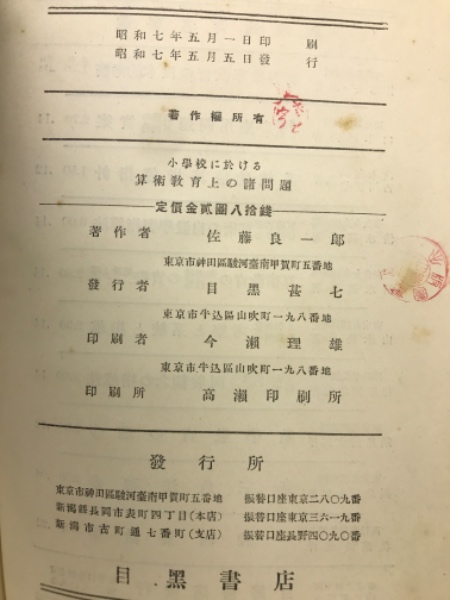 昭和七年五月一日印刷
昭和七年五月五日發行
著作權所有
小學校に於ける
算術教育上の諸問題
定價金貳圓八拾錢
著作者 佐藤良一郎
東京市神田區駿河臺南甲賀町五番地
發行者 目黑甚七
東京市牛込區山吹町一九八番地
印刷者 今瀨理雄
東京市牛込區山吹町一九八番地
印刷所 高瀨印刷所
發行所
東京市神田區駿河臺南甲賀町五番地 振替口座東京二八〇九番
新潟縣長岡市表町四丁目(本店) 振替口座東京三六一九番
新潟市古町通七番町(支店) 振替口座長野四〇九〇番
目黑書店